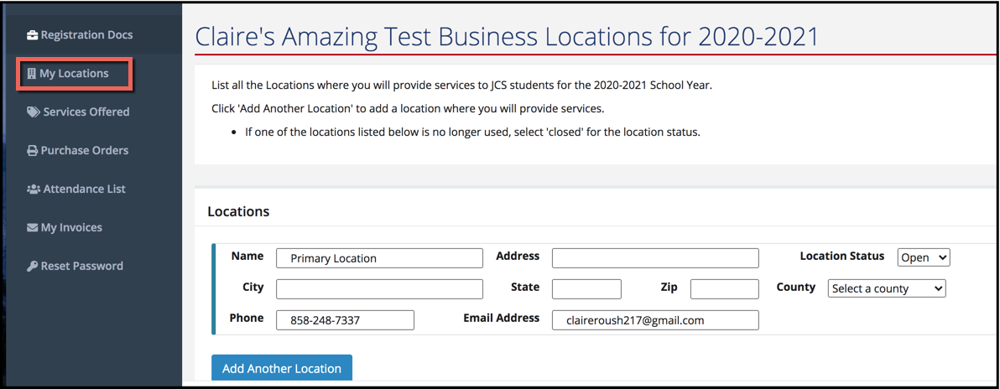 Registration Docs
My Locations
Services Offered
Purchase Orders
Attendance List
My Invoices
Reset Password
Claire's Amazing Test Business Locations for 2020-2021
List all the Locations where you will provide services to JCS students for the 2020-2021 School Year.
Click 'Add Another Location' to add a location where you will provide services.
• If one of the locations listed below is no longer used, select 'closed' for the location status.
Locations
Name Primary Location Address Location Status Open
City State Zip County Select a county
Phone 858-248-7337 Email Address claireroush217@gmail.com
Add Another Location